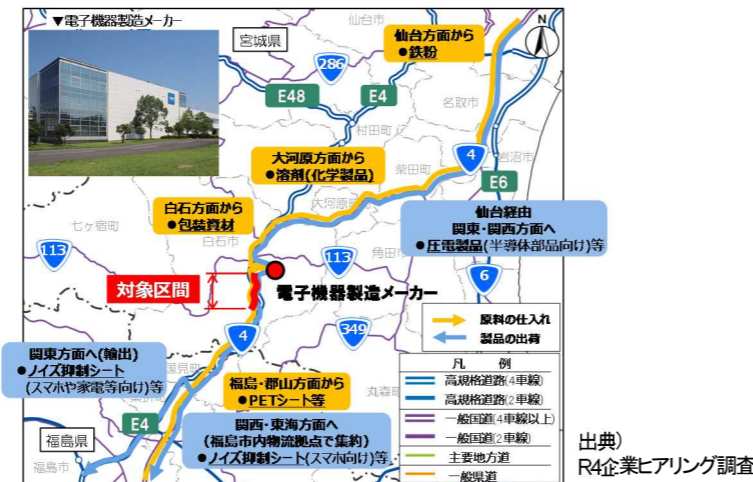 ▼電子機器製造メーカー
宮城県
仙台市
仙台方面から
●鉄粉
N
286
E48
E4
名取市
村田町
大河原方面から
●溶剤(化学製品)
柴田町
4
岩沼市
E6
白石方面から
●包装資材
大河原町
仙台経由
関東・関西方面へ
●圧電製品(半導体部品向け)等
七ヶ宿町
白石市
角田市
113
113
6
対象区間
電子機器製造メーカー
原料の仕入れ
製品の出荷
4
349
関東方面へ(輸出)
●ノイズ抑制シート
(スマホや家電等向け)等
国見町
桑折町
福島・郡山方面から
●PETシート等
丸森町
凡 例
高規格道路(4車線)
高規格道路(2車線)
一般国道(4車線以上)
一般国道(2車線)
主要地方道
一般県道
E4
関西・東海方面へ
(福島市内物流拠点で集約)
●ノイズ抑制シート(スマホ向け)等
福島県
福島市
出典)
R4企業ヒアリング調査